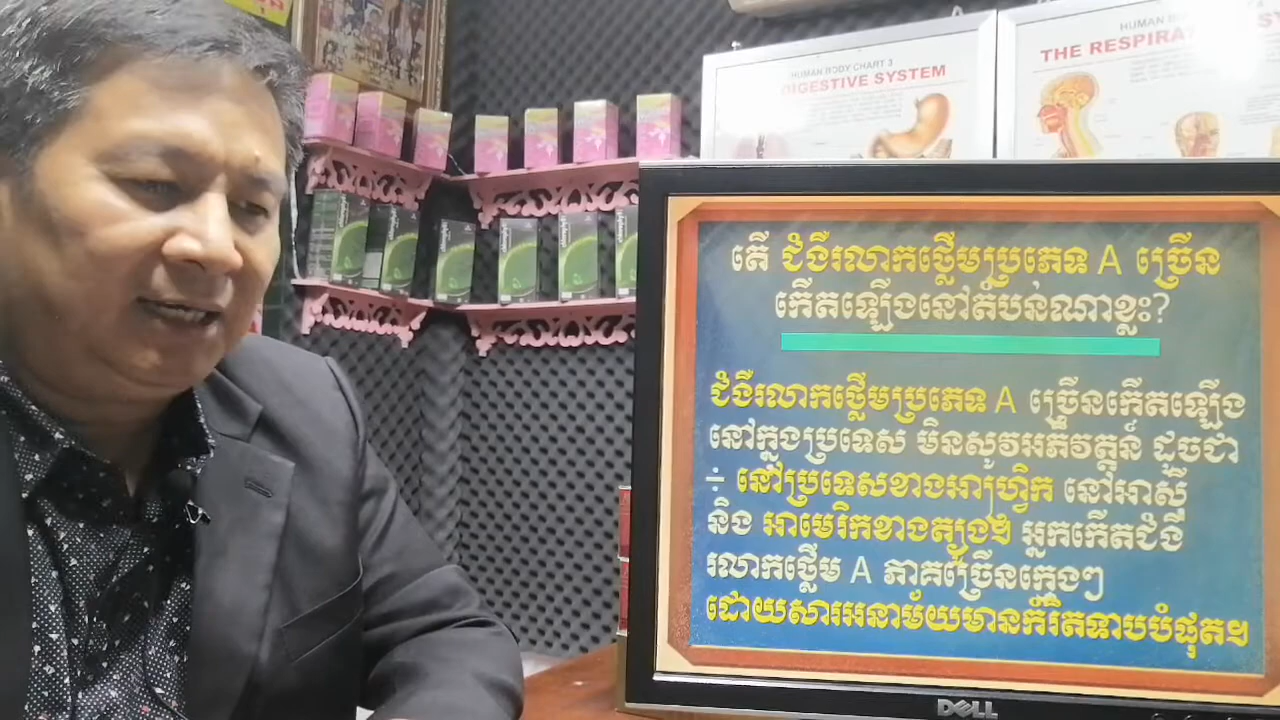 HUMAN BODY CHART 3
DIGESTIVE SYSTEM
HUMAN
THE RESPIRA
តើ ជំងឺរលាកថ្លើមប្រភេទ A ច្រើន
កើតឡើងនៅតំបន់ណាខ្លះ?
ជំងឺរលាកថ្លើមប្រភេទ A ច្រើនកើតឡើង
នៅក្នុងប្រទេស មិនសូវអភិវឌ្ឍន៍ ដូចជា
÷ នៅប្រទេសខាងអាហ្វ្រិក នៅអាស៊ី
និង អាមេរិកខាងត្បូង។ អ្នកកើតជំងឺ
រលាកថ្លើម A ភាគច្រើនក្មេងៗ
ដោយសារអនាម័យមានកំរិតទាបបំផុត។
DELL